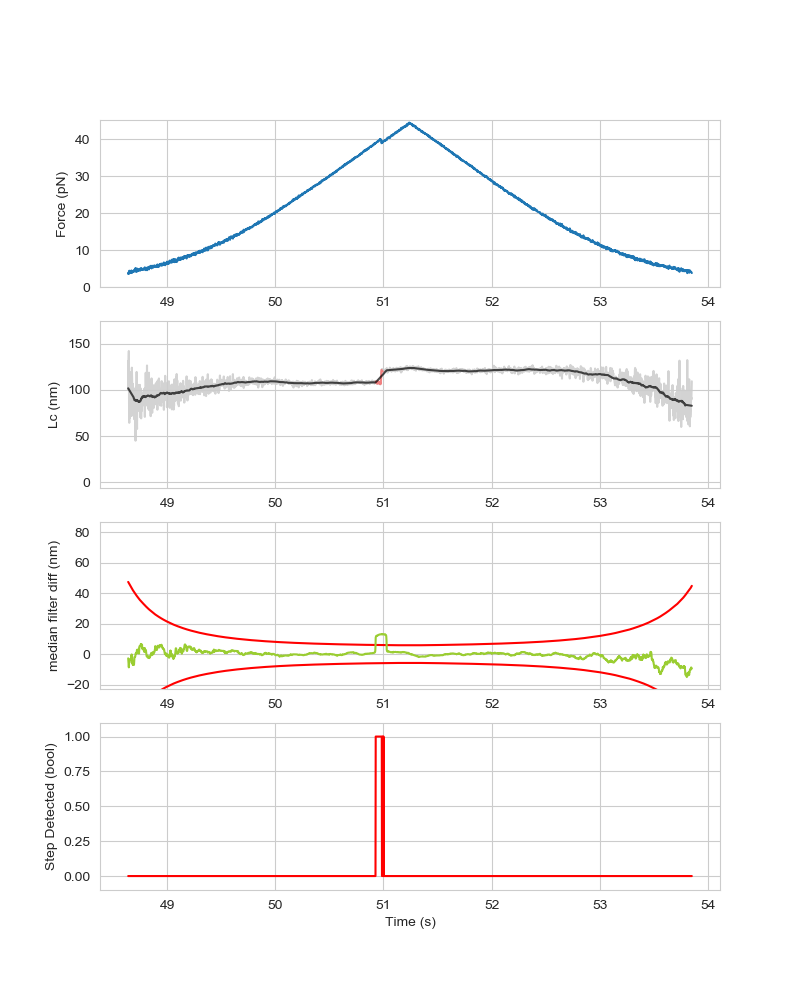 Force (pN)
40
30
20
10
0
49 50 51 52 53 54
Lc (nm)
150
100
50
0
49 50 51 52 53 54
median filter diff (nm)
80
60
40
20
0
−20
49 50 51 52 53 54
Step Detected (bool)
1.00
0.75
0.50
0.25
0.00
49 50 51 52 53 54
Time (s)